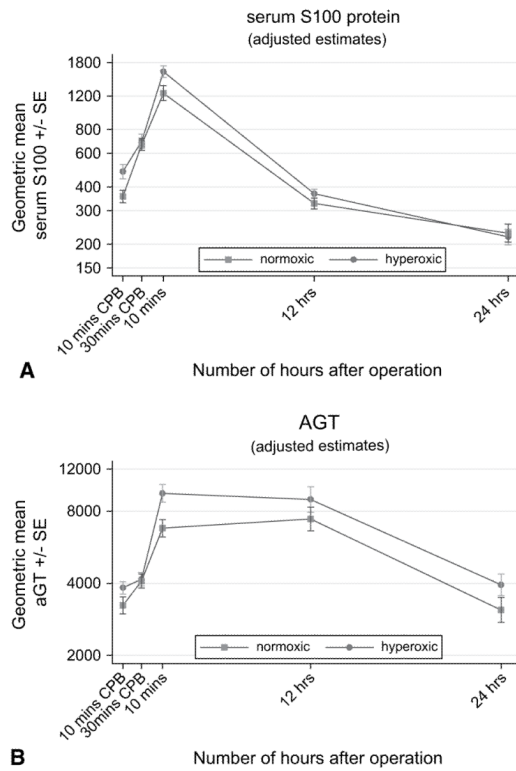 serum S100 protein
(adjusted estimates)
Geometric mean
serum S100 +/- SE
1800
1200
800
600
400
300
200
150
normoxic
hyperoxic
10 mins CPB
30mins CPB
10 mins
12 hrs
24 hrs
A
Number of hours after operation
AGT
(adjusted estimates)
Geometric mean
aGT +/- SE
12000
8000
4000
2000
normoxic
hyperoxic
10 mins CPB
30mins CPB
10 mins
12 hrs
24 hrs
B
Number of hours after operation